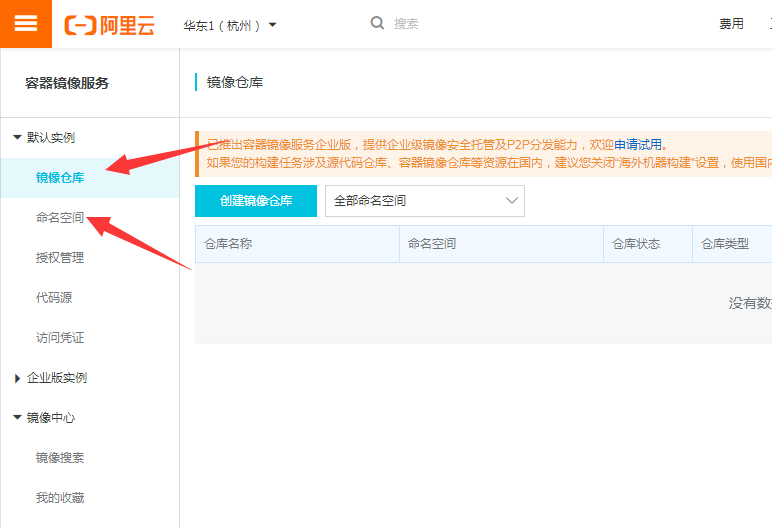 阿里云 华东1（杭州） 搜索 费用
容器镜像服务 镜像仓库
默认实例
镜像仓库
命名空间
授权管理
代码源
访问凭证
企业版实例
镜像中心
镜像搜索
我的收藏
已推出容器镜像服务企业版，提供企业级镜像安全托管及P2P分发能力，欢迎申请试用。
如果您的构建任务涉及源代码仓库、容器镜像仓库等资源在国内，建议您关闭“海外机器构建”设置，使用国内
创建镜像仓库 全部命名空间
仓库名称 命名空间 仓库状态 仓库类型
没有数